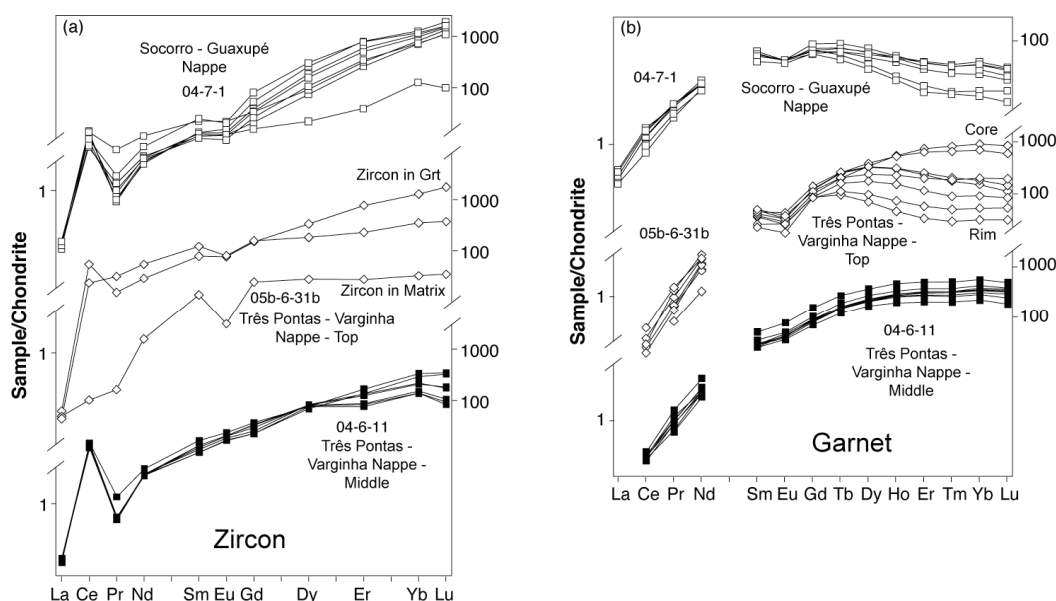 (a)
Socorro - Guaxupé
Nappe
04-7-1
1000
100
1
Zircon in Grt
1000
100
Zircon in Matrix
05b-6-31b
Três Pontas - Varginha
Nappe - Top
1
1000
100
04-6-11
Três Pontas -
Varginha Nappe -
Middle
1
Zircon
Sample/Chondrite
La Ce Pr Nd Sm Eu Gd Dy Er Yb Lu
(b)
100
04-7-1
Socorro - Guaxupé
Nappe
1
Core
1000
100
Três Pontas -
Varginha Nappe -
Top
Rim
05b-6-31b
1
1000
100
04-6-11
Três Pontas -
Varginha Nappe -
Middle
1
Garnet
Sample/Chondrite
La Ce Pr Nd Sm Eu Gd Tb Dy Ho Er Tm Yb Lu